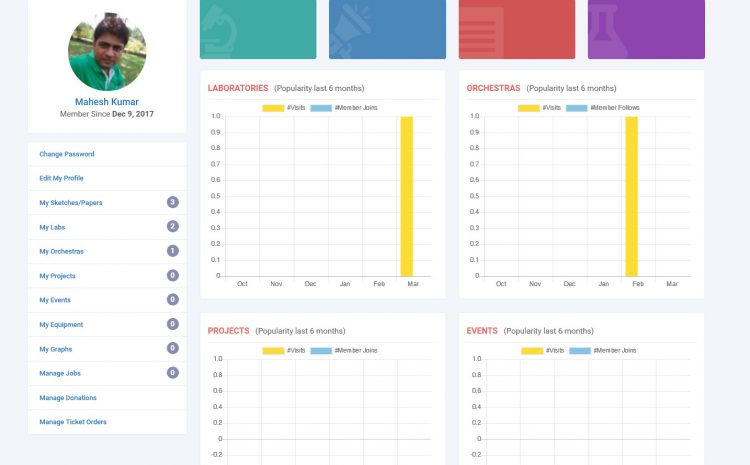 Mahesh Kumar
Member Since Dec 9, 2017
Change Password
Edit My Profile
My Sketches/Papers 3
My Labs 2
My Orchestras 1
My Projects 0
My Events 0
My Equipment 0
My Graphs 0
Manage Jobs 0
Manage Donations
Manage Ticket Orders
LABORATORIES (Popularity last 6 months)
#Visits #Member Joins
1.0
0.9
0.8
0.7
0.6
0.5
0.4
0.3
0.2
0.1
0
Oct Nov Dec Jan Feb Mar
ORCHESTRAS (Popularity last 6 months)
#Visits #Member Follows
1.0
0.9
0.8
0.7
0.6
0.5
0.4
0.3
0.2
0.1
0
Oct Nov Dec Jan Feb Mar
PROJECTS (Popularity last 6 months)
#Visits #Member Joins
1.0
0.8
0.6
0.4
0.2
0
-0.2
EVENTS (Popularity last 6 months)
#Visits #Member Joins
1.0
0.8
0.6
0.4
0.2
0
-0.2